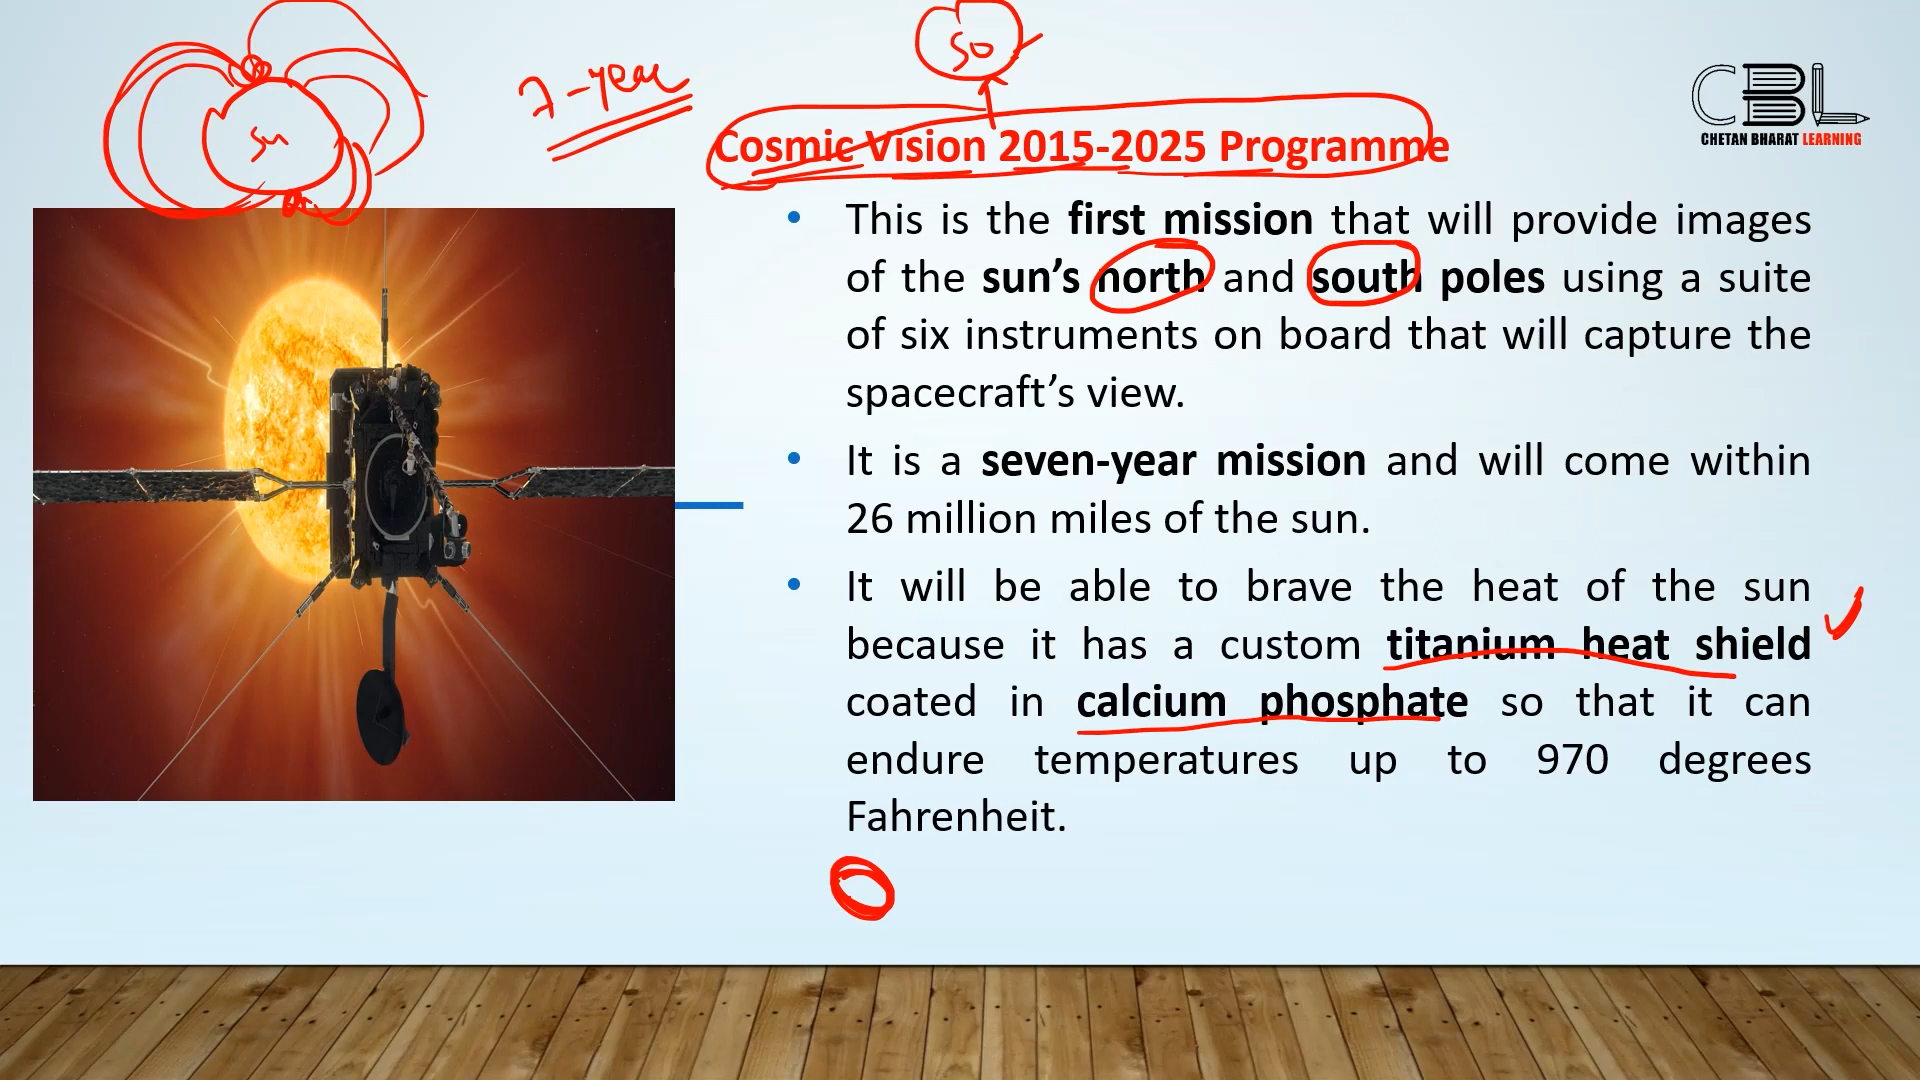 SO
7-year
Sun
CBL
CHETAN BHARAT LEARNING
Cosmic Vision 2015-2025 Programme
• This is the first mission that will provide images
of the sun’s north and south poles using a suite
of six instruments on board that will capture the
spacecraft’s view.
• It is a seven-year mission and will come within
26 million miles of the sun.
• It will be able to brave the heat of the sun
because it has a custom titanium heat shield
coated in calcium phosphate so that it can
endure temperatures up to 970 degrees
Fahrenheit.